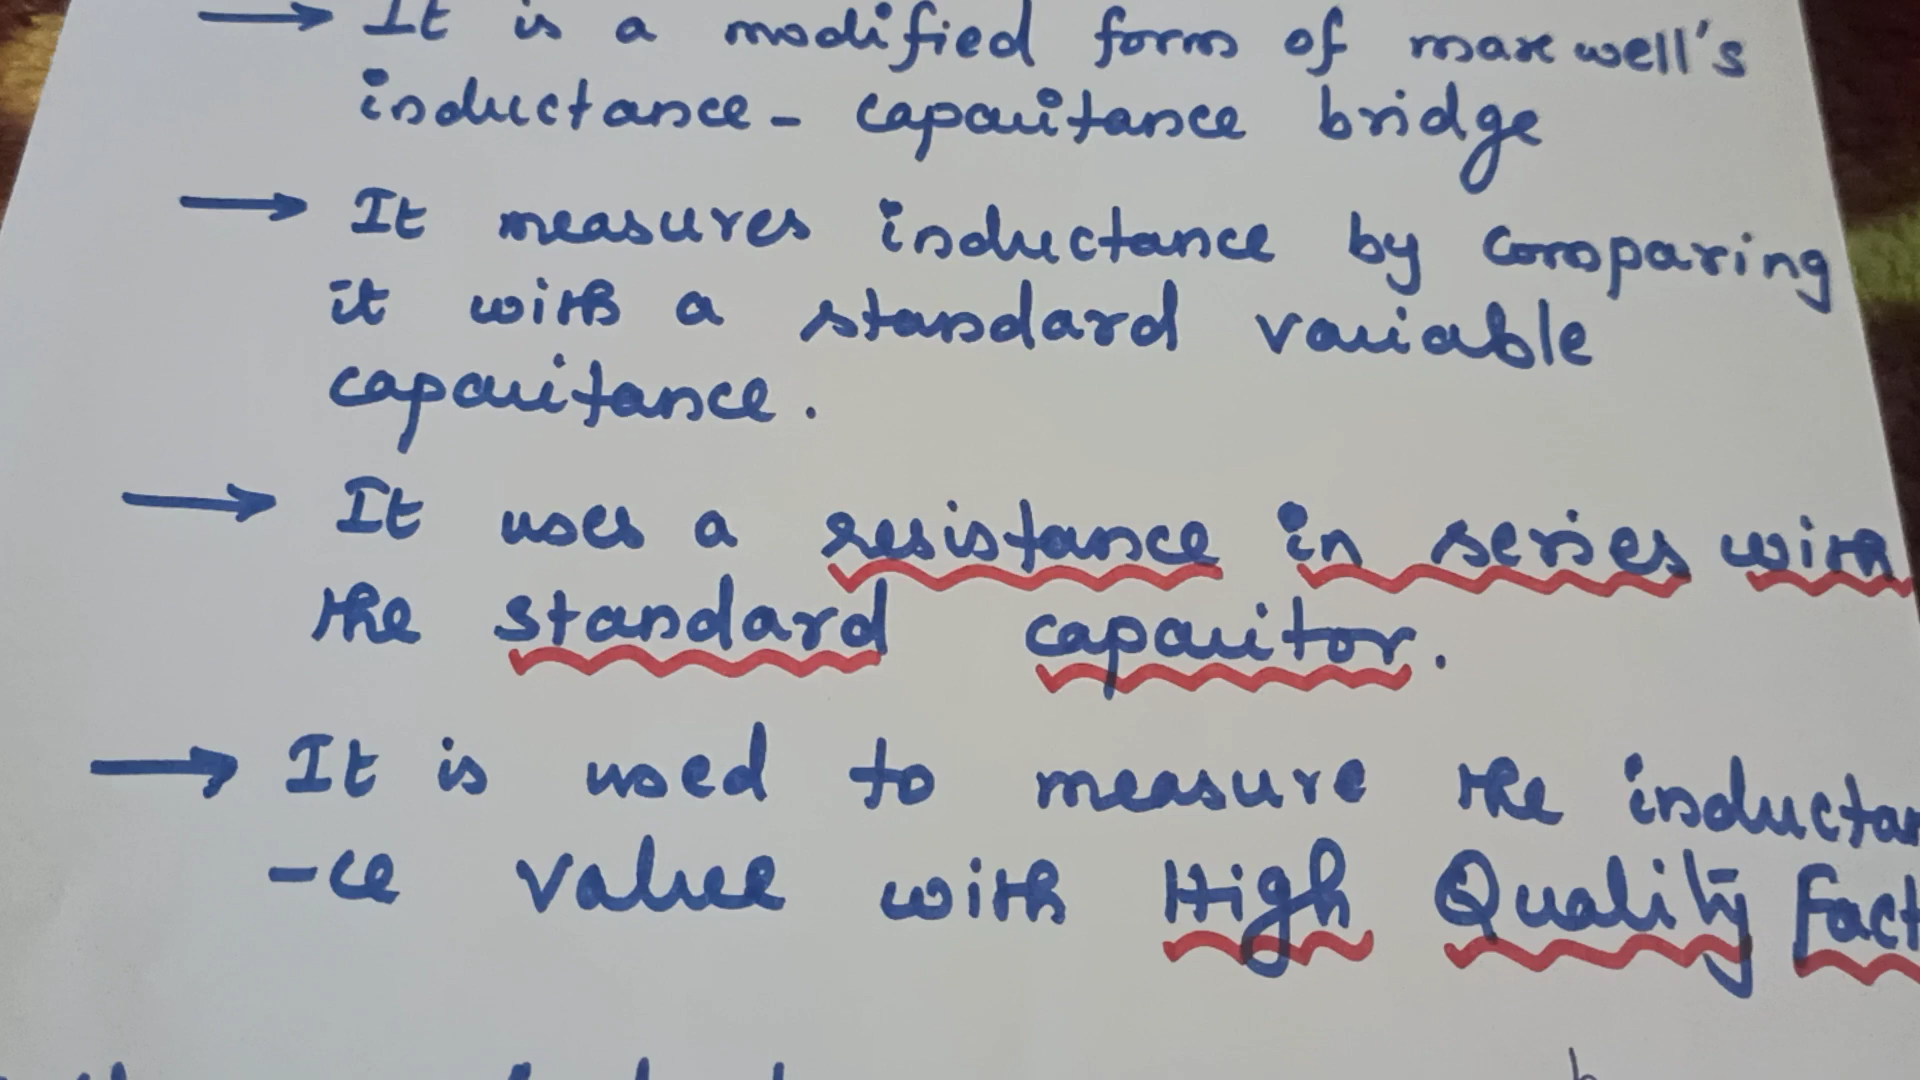 → It is a modified form of maxwell's
inductance - capacitance bridge
→ It measures inductance by comparing
it with a standard variable
capacitance.
→ It uses a resistance in series with
the standard capacitor.
→ It is used to measure the inductan
-ce value with High Quality Fact